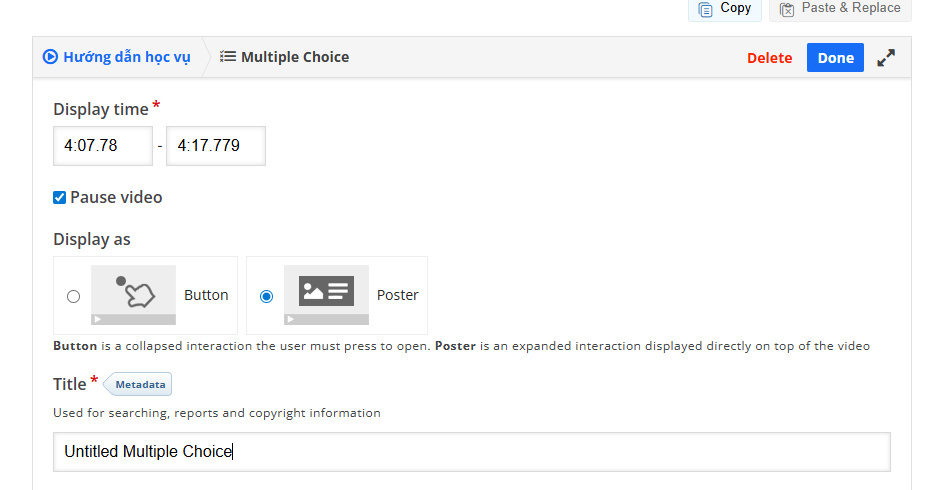 Copy Paste & Replace
Hướng dẫn học vụ Multiple Choice Delete Done
Display time *
4:07.78 - 4:17.779
Pause video
Display as
Button Poster
Button is a collapsed interaction the user must press to open. Poster is an expanded interaction displayed directly on top of the video
Title * Metadata
Used for searching, reports and copyright information
Untitled Multiple Choice